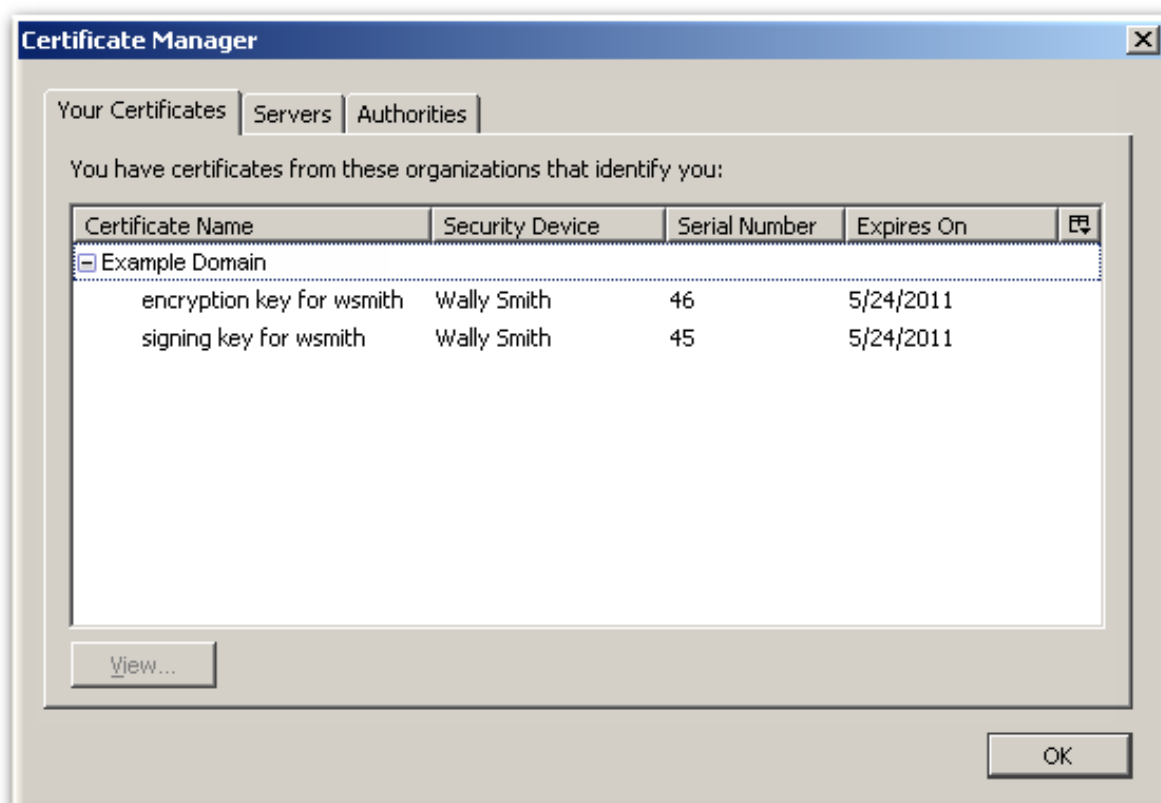 Certificate Manager
Your Certificates Servers Authorities
You have certificates from these organizations that identify you:
Certificate Name Security Device Serial Number Expires On
Example Domain
encryption key for wsmith Wally Smith 46 5/24/2011
signing key for wsmith Wally Smith 45 5/24/2011
View...
OK